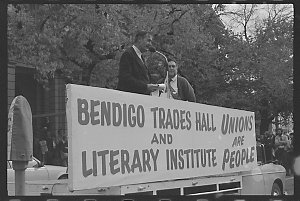 BENDIGO TRADES HALL
AND
LITERARY INSTITUTE
UNIONS
ARE
PEOPLE